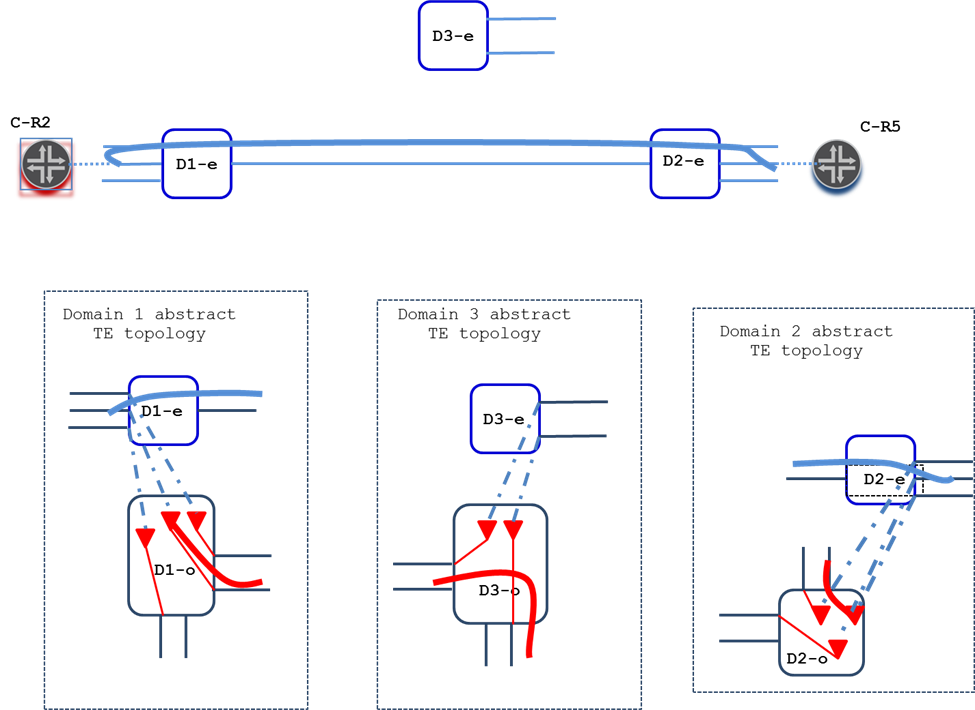 D3-e
C-R2
C-R5
D1-e
D2-e
Domain 1 abstract
TE topology
Domain 3 abstract
TE topology
Domain 2 abstract
TE topology
D1-e
D3-e
D2-e
D1-o
D3-o
D2-o